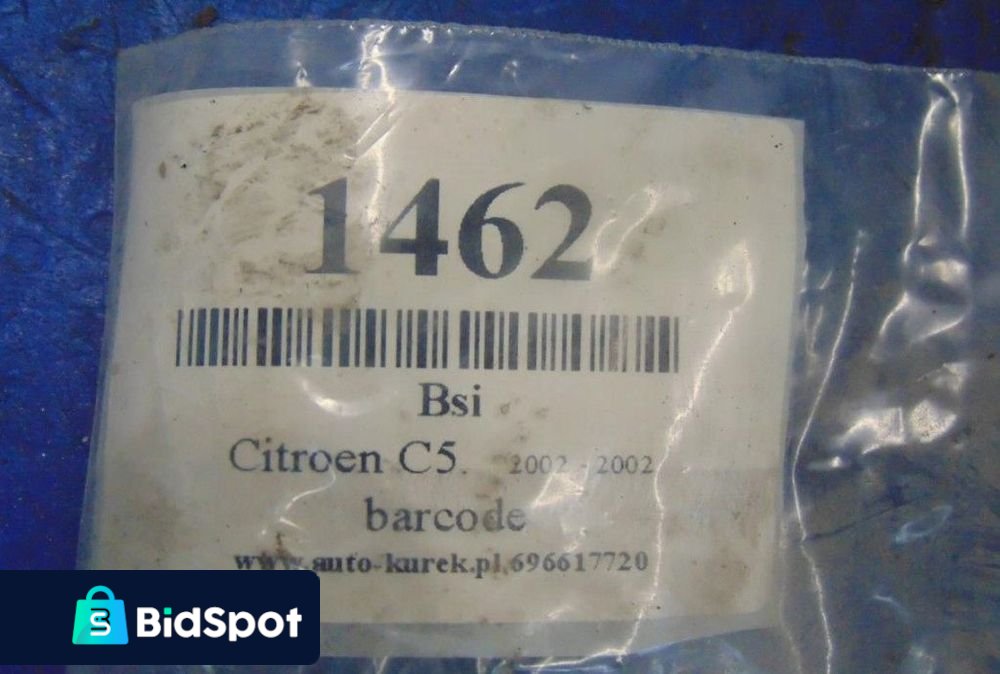 1462
Bsi
Citroen C5. 2002 - 2002
barcode
www.auto-kurek.pl 696617720
BidSpot